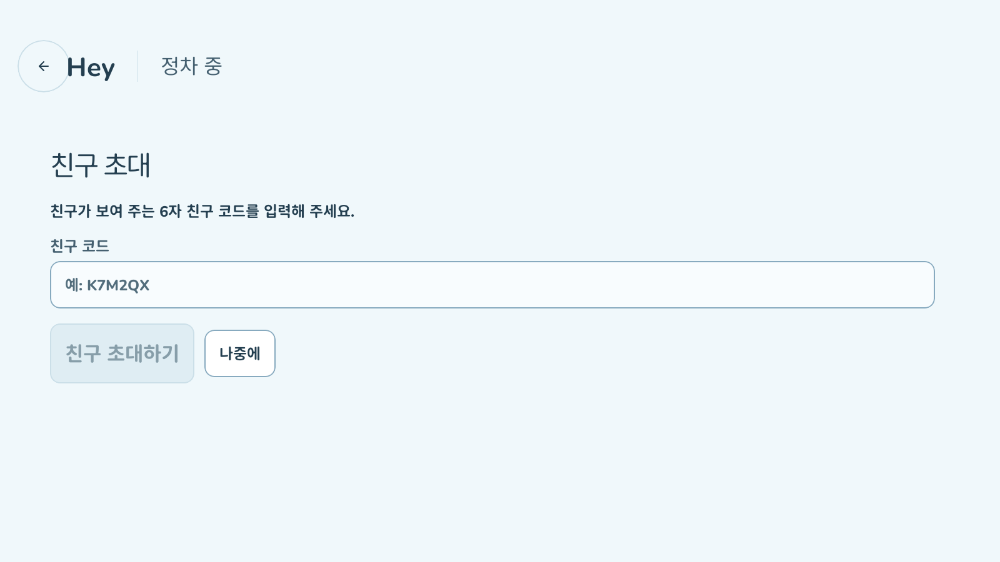 Hey
정차 중
친구 초대
친구가 보여 주는 6자 친구 코드를 입력해 주세요.
친구 코드
예: K7M2QX
친구 초대하기
나중에